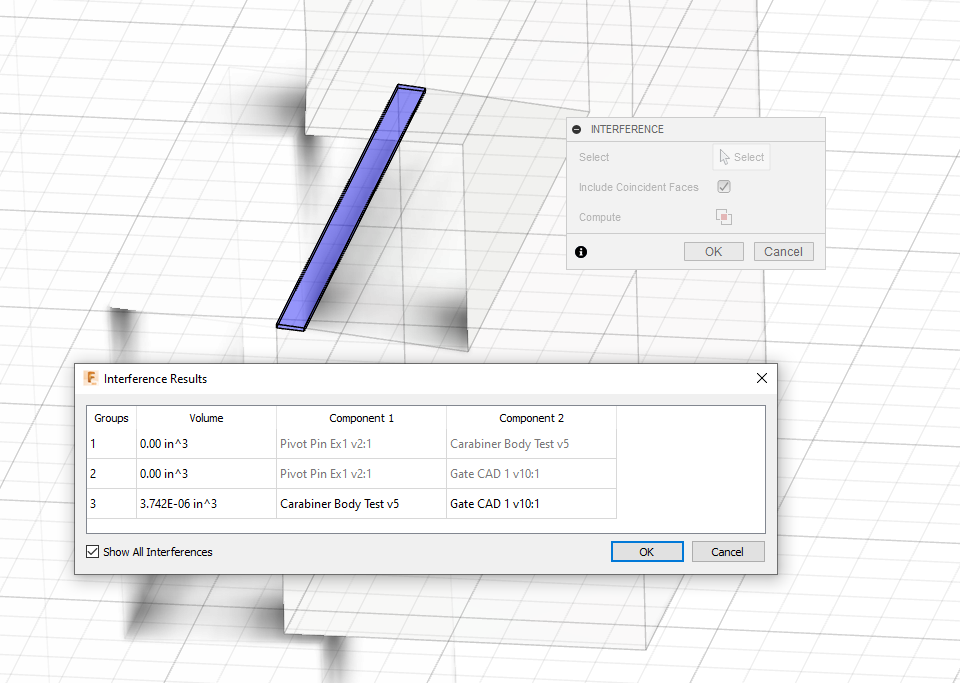 INTERFERENCE
Select Select
Include Coincident Faces
Compute
OK Cancel
Interference Results
Groups Volume Component 1 Component 2
1 0.00 in^3 Pivot Pin Ex1 v2:1 Carabiner Body Test v5
2 0.00 in^3 Pivot Pin Ex1 v2:1 Gate CAD 1 v10:1
3 3.742E-06 in^3 Carabiner Body Test v5 Gate CAD 1 v10:1
Show All Interferences OK Cancel